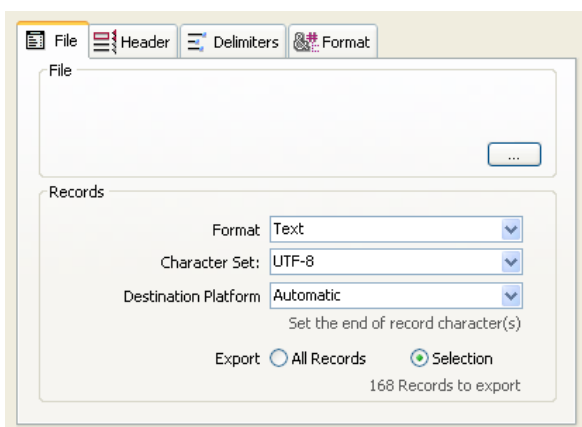 File Header Delimiters Format
File
...
Records
Format Text
Character Set: UTF-8
Destination Platform Automatic
Set the end of record character(s)
Export All Records Selection
168 Records to export